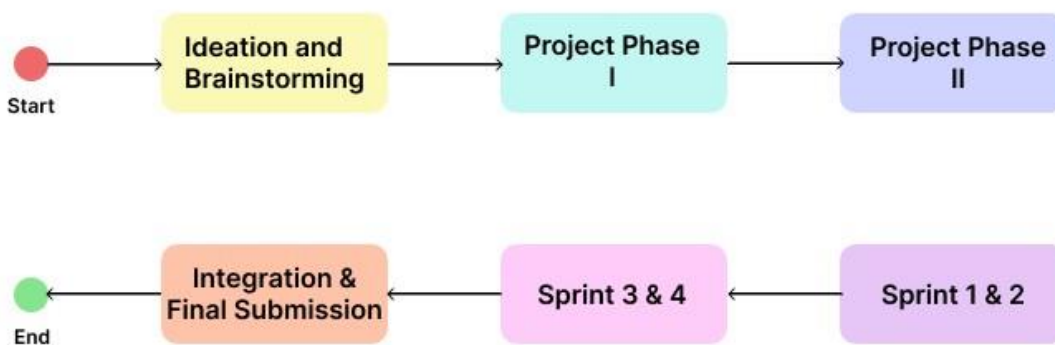 Start
Ideation and
Brainstorming
Project Phase
I
Project Phase
II
Sprint 1 & 2
Sprint 3 & 4
Integration &
Final Submission
End